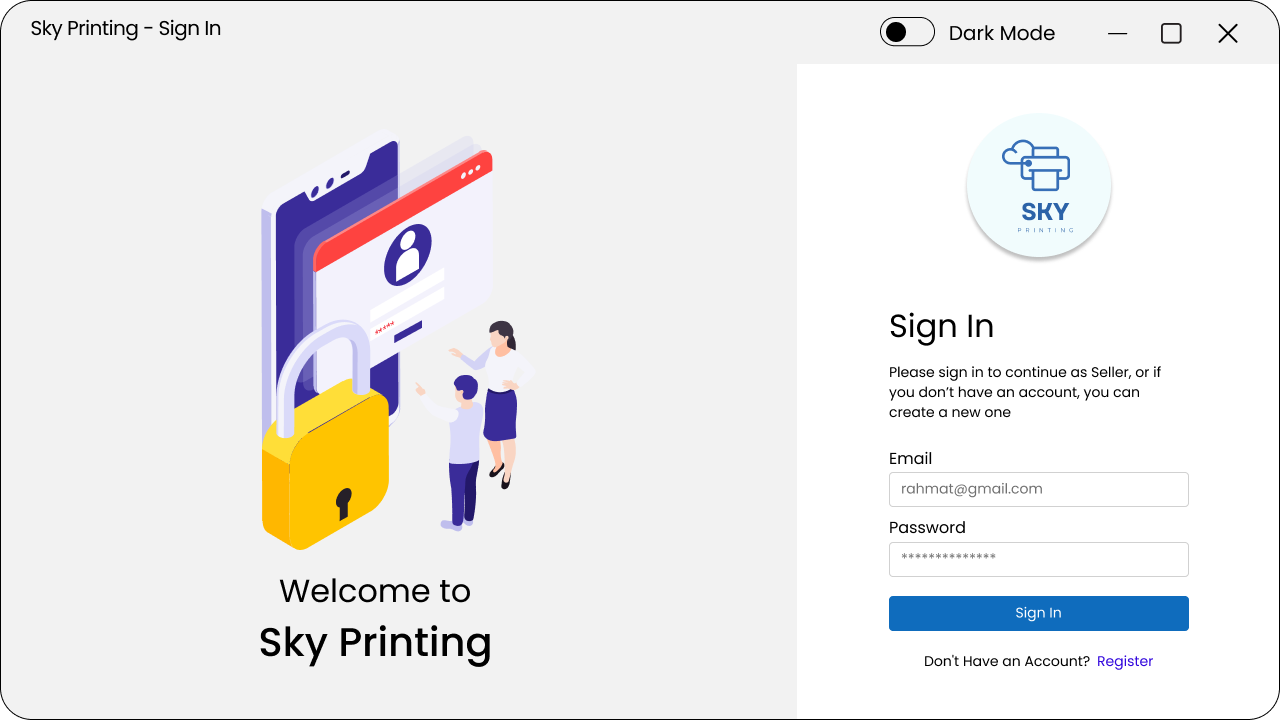 Sky Printing - Sign In
Dark Mode
SKY
PRINTING
*****
Welcome to
Sky Printing
Sign In
Please sign in to continue as Seller, or if
you don’t have an account, you can
create a new one
Email
rahmat@gmail.com
Password
**************
Sign In
Don't Have an Account? Register